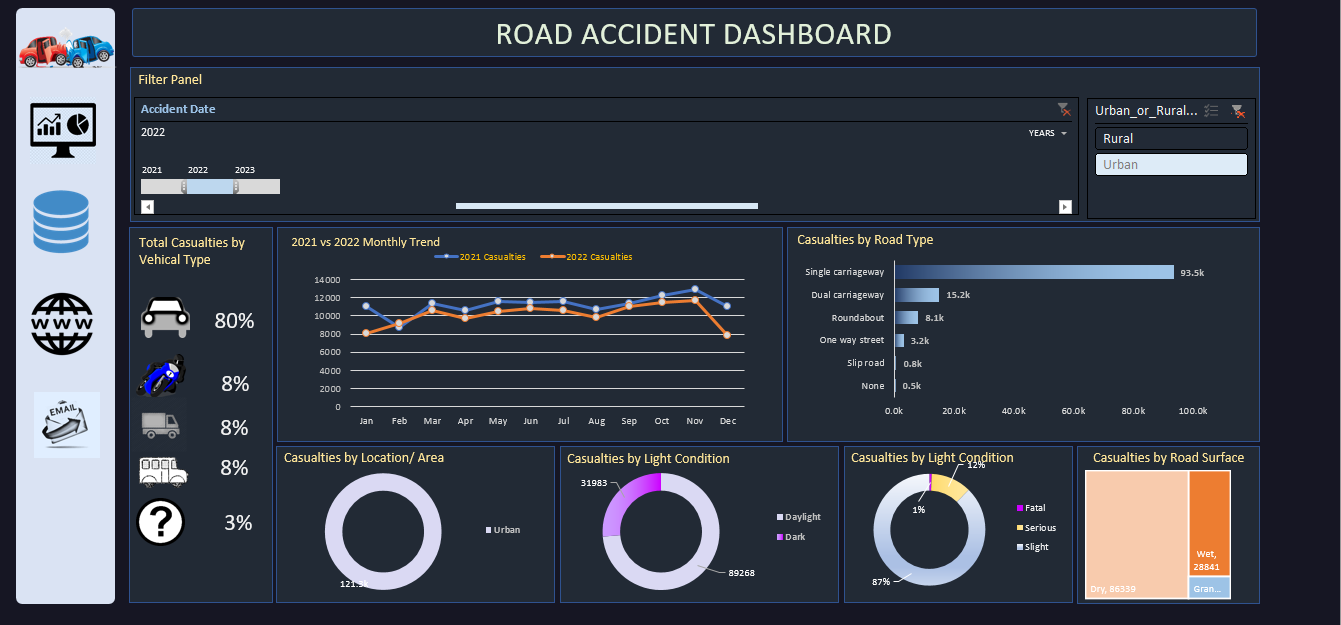 ROAD ACCIDENT DASHBOARD
Filter Panel
Accident Date
2022
YEARS
2021 2022 2023
Urban_or_Rural...
Rural
Urban
WWW
EMAIL
Total Casualties by
Vehical Type
80%
8%
8%
8%
?
3%
2021 vs 2022 Monthly Trend
2021 Casualties 2022 Casualties
14000
12000
10000
8000
6000
4000
2000
0
Jan Feb Mar Apr May Jun Jul Aug Sep Oct Nov Dec
Casualties by Road Type
Single carriageway 93.5k
Dual carriageway 15.2k
Roundabout 8.1k
One way street 3.2k
Slip road 0.8k
None 0.5k
0.0k 20.0k 40.0k 60.0k 80.0k 100.0k
Casualties by Location/ Area
Urban
Casualties by Light Condition
31983
Daylight
Dark
89268
Casualties by Light Condition
12%
1%
Fatal
Serious
Slight
87%
Casualties by Road Surface
Wet,
28841
Dry, 86339
Gran...